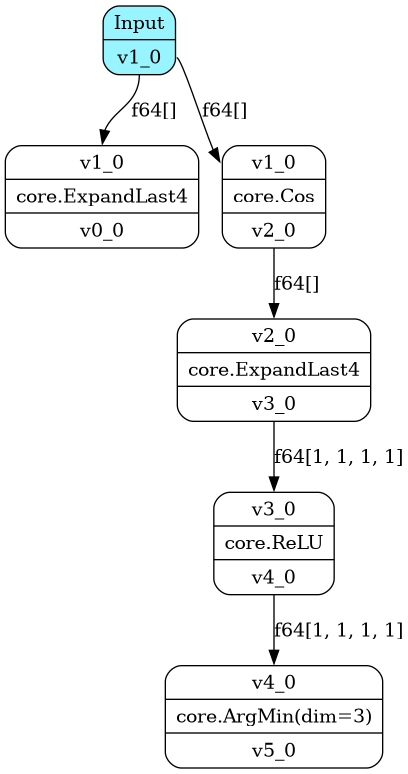 Input
v1_0
f64[]
f64[]
v1_0
core.ExpandLast4
v0_0
v1_0
core.Cos
v2_0
f64[]
v2_0
core.ExpandLast4
v3_0
f64[1, 1, 1, 1]
v3_0
core.ReLU
v4_0
f64[1, 1, 1, 1]
v4_0
core.ArgMin(dim=3)
v5_0